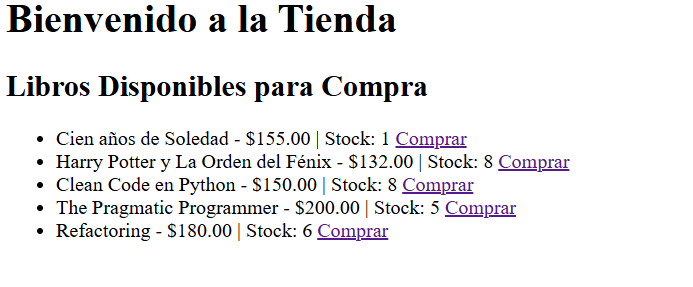 Bienvenido a la Tienda
Libros Disponibles para Compra
Cien años de Soledad - $155.00 | Stock: 1 Comprar
Harry Potter y La Orden del Fénix - $132.00 | Stock: 8 Comprar
Clean Code en Python - $150.00 | Stock: 8 Comprar
The Pragmatic Programmer - $200.00 | Stock: 5 Comprar
Refactoring - $180.00 | Stock: 6 Comprar